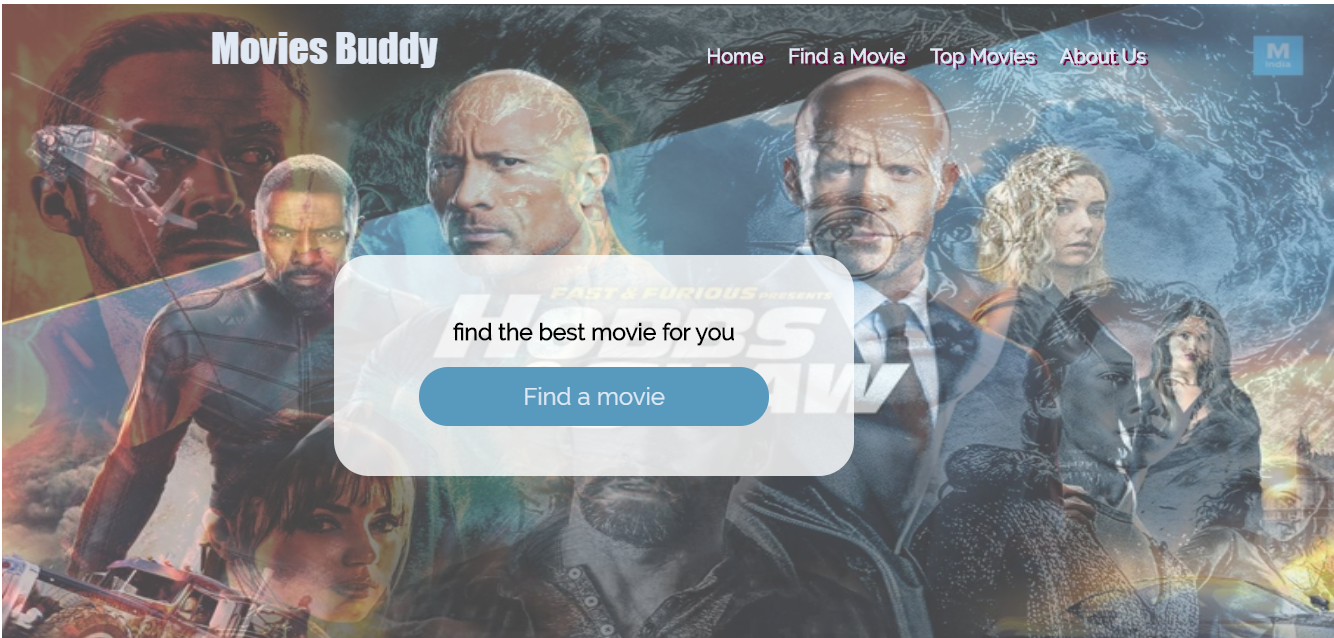 Movies Buddy
Home Find a Movie Top Movies About Us
M
India
FAST & FURIOUS PRESENTS
HOBBS
find the best movie for you
SHAW
Find a movie